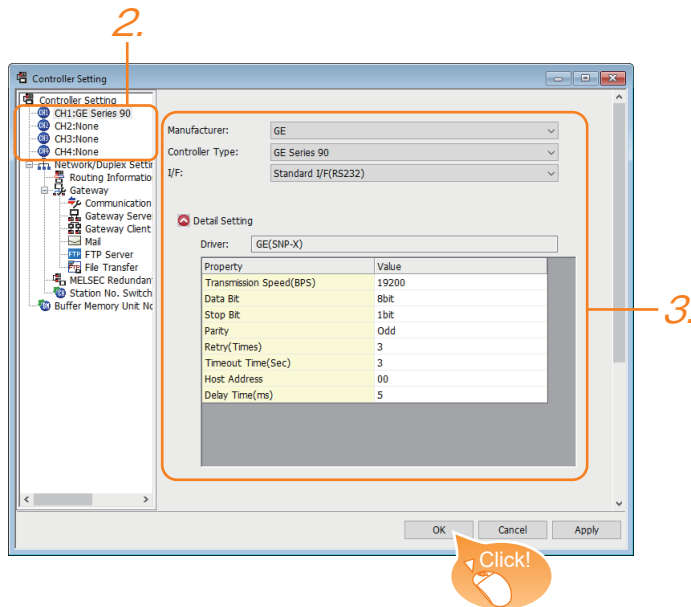 2.
Controller Setting
Controller Setting
CH1:GE Series 90
CH2:None
CH3:None
CH4:None
Network/Duplex Settin
Routing Informatio
Gateway
Communication
Gateway Serve
Gateway Client
Mail
FTP Server
File Transfer
MELSEC Redundan
Station No. Switch
Buffer Memory Unit No
Manufacturer: GE
Controller Type: GE Series 90
I/F: Standard I/F(RS232)
Detail Setting
Driver: GE(SNP-X)
Property Value
Transmission Speed(BPS) 19200
Data Bit 8bit
Stop Bit 1bit
Parity Odd
Retry(Times) 3
Timeout Time(Sec) 3
Host Address 00
Delay Time(ms) 5
3.
OK Cancel Apply
Click!